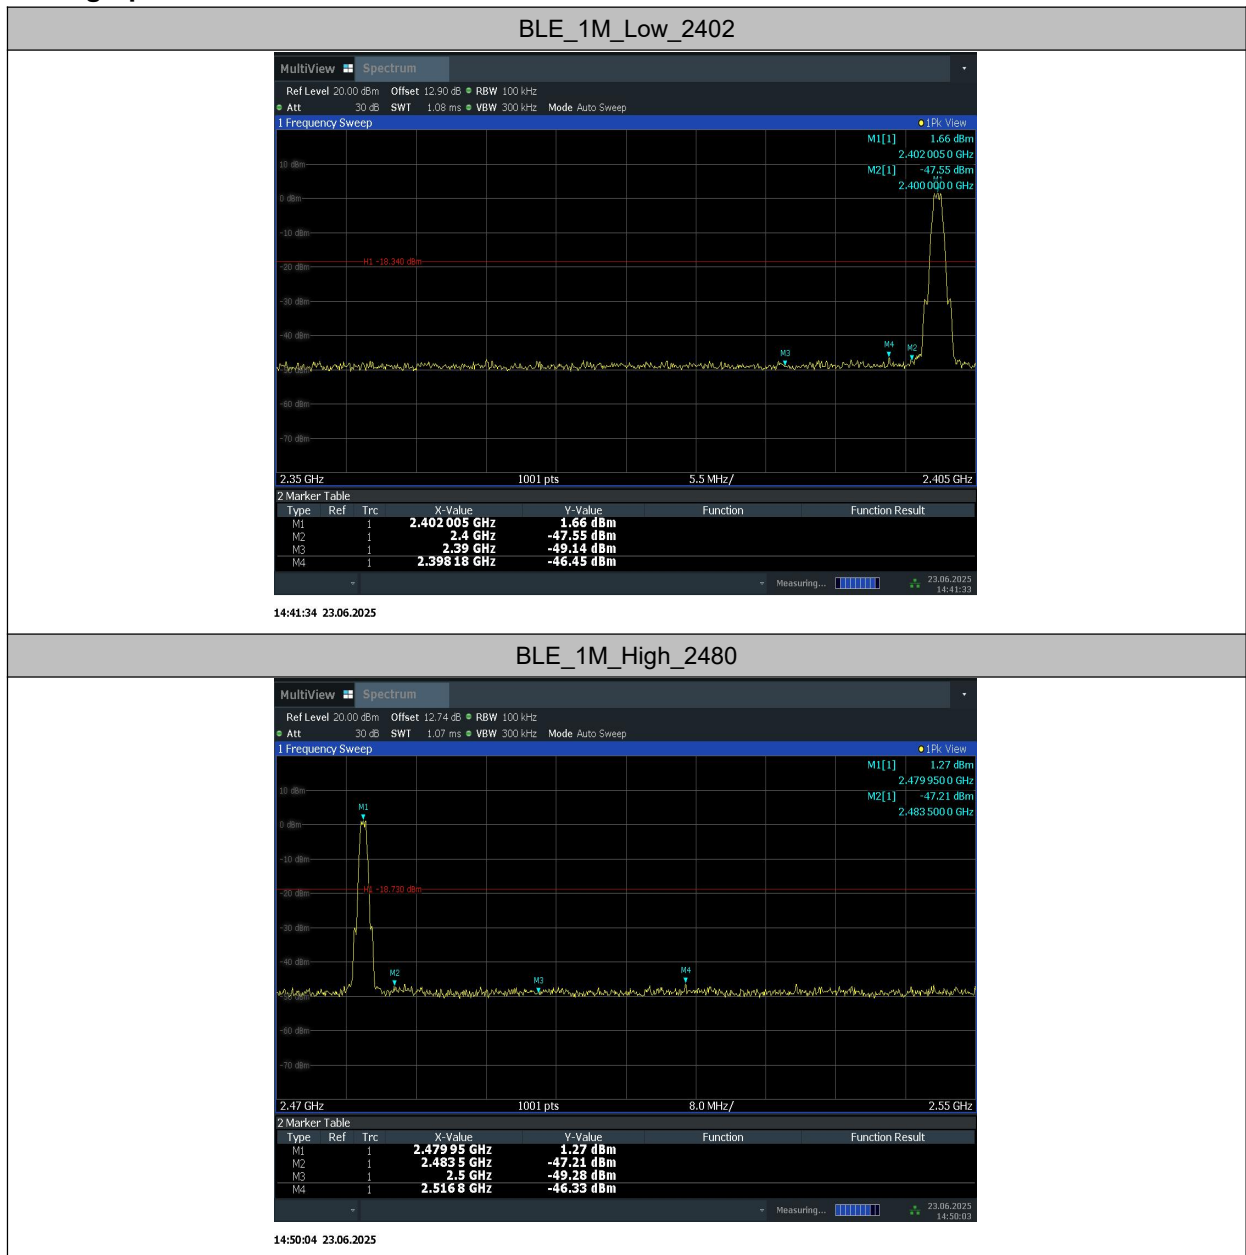 BLE_1M_Low_2402
MultiView Spectrum
Ref Level 20.00 dBm Offset 12.90 dB RBW 100 kHz
Att 30 dB SWT 1.08 ms VBW 300 kHz Mode Auto Sweep
1 Frequency Sweep 1Pk View
M1[1] 1.66 dBm
2.402 005 0 GHz
M2[1] -47.55 dBm
2.400 000 0 GHz
M1
10 dBm
0 dBm
-10 dBm
H1 -18.340 dBm
-20 dBm
-30 dBm
-40 dBm
M3 M4 M2
-50 dBm
-60 dBm
-70 dBm
2.35 GHz 1001 pts 5.5 MHz/ 2.405 GHz
2 Marker Table
Type Ref Trc X-Value Y-Value Function Function Result
M1 1 2.402 005 GHz 1.66 dBm
M2 1 2.4 GHz -47.55 dBm
M3 1 2.39 GHz -49.14 dBm
M4 1 2.398 18 GHz -46.45 dBm
Measuring... 23.06.2025
14:41:33
14:41:34 23.06.2025
BLE_1M_High_2480
MultiView Spectrum
Ref Level 20.00 dBm Offset 12.74 dB RBW 100 kHz
Att 30 dB SWT 1.07 ms VBW 300 kHz Mode Auto Sweep
1 Frequency Sweep 1Pk View
M1[1] 1.27 dBm
2.479 950 0 GHz
M2[1] -47.21 dBm
2.483 500 0 GHz
10 dBm
M1
0 dBm
-10 dBm
H1 -18.730 dBm
-20 dBm
-30 dBm
-40 dBm
M2 M3 M4
-50 dBm
-60 dBm
-70 dBm
2.47 GHz 1001 pts 8.0 MHz/ 2.55 GHz
2 Marker Table
Type Ref Trc X-Value Y-Value Function Function Result
M1 1 2.479 95 GHz 1.27 dBm
M2 1 2.483 5 GHz -47.21 dBm
M3 1 2.5 GHz -49.28 dBm
M4 1 2.516 8 GHz -46.33 dBm
Measuring... 23.06.2025
14:50:03
14:50:04 23.06.2025